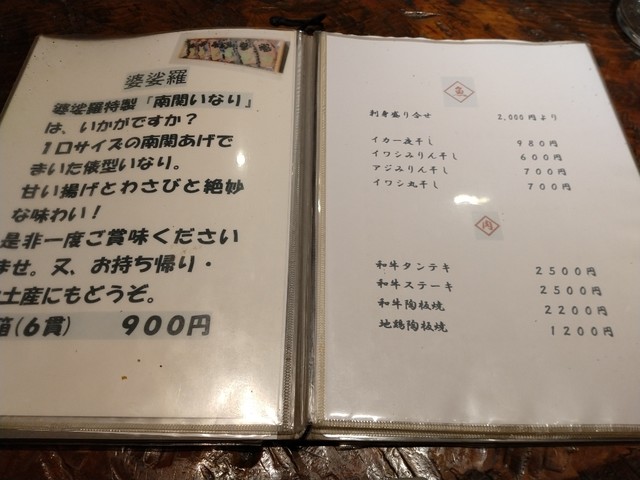 婆娑羅
婆娑羅特製『南関いなり』
は、いかがですか？
１口サイズの南関あげで
まいた俵型いなり。
甘い揚げとわさびと絶妙
な味わい！
是非一度ご賞味ください
ませ。又、お持ち帰り・
土産にもどうぞ。
箱(６貫) ９００円
魚
刺身盛り合せ 2,000円より
イカ一夜干し ９８０円
イワシみりん干し ６００円
アジみりん干し ７００円
イワシ丸干し ７００円
肉
和牛タンテキ ２５００円
和牛ステーキ ２５００円
和牛陶板焼 ２２００円
地鶏陶板焼 １２００円